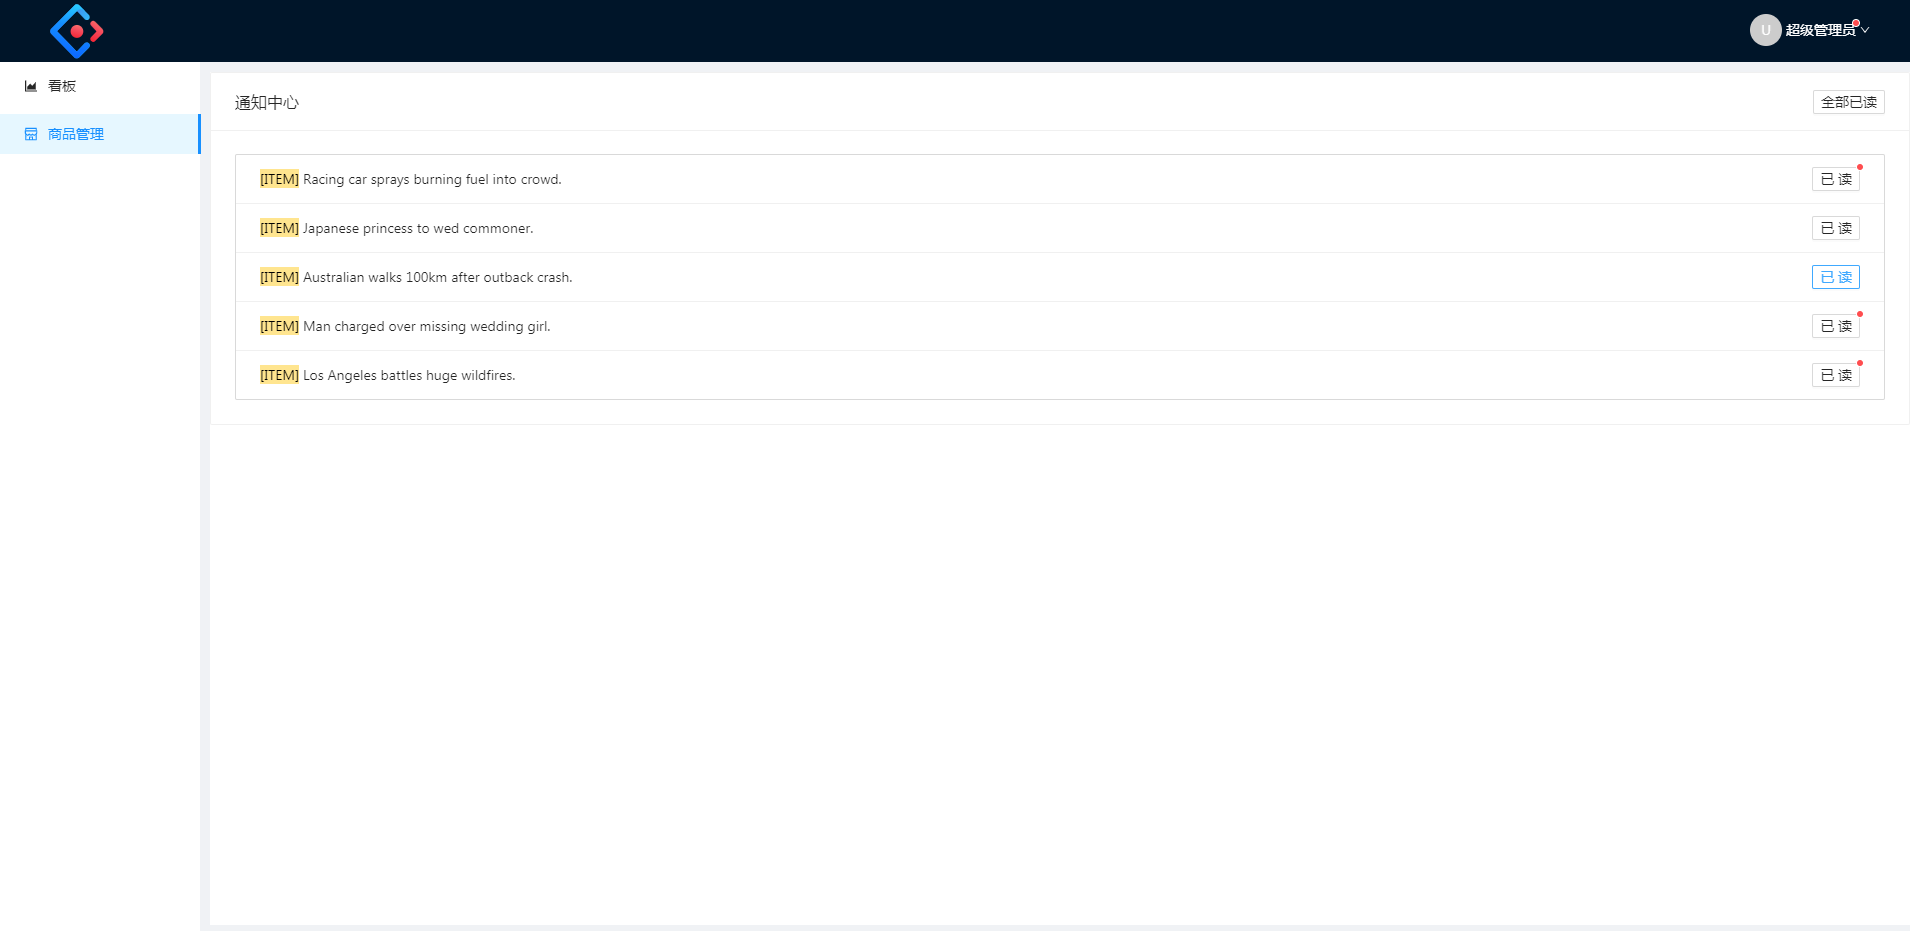 U 超级管理员
看板
商品管理
通知中心 全部已读
[ITEM] Racing car sprays burning fuel into crowd. 已 读
[ITEM] Japanese princess to wed commoner. 已 读
[ITEM] Australian walks 100km after outback crash. 已 读
[ITEM] Man charged over missing wedding girl. 已 读
[ITEM] Los Angeles battles huge wildfires. 已 读